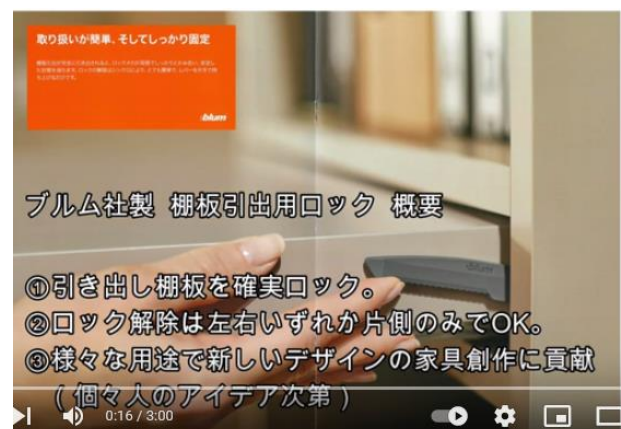 取り扱いが簡単、そしてしっかり固定
blum
ブルム社製 棚板引出用ロック 概要
blum
①引き出し棚板を確実ロック。
②ロック解除は左右いずれか片側のみでOK。
③様々な用途で新しいデザインの家具創作に貢献
(個々人のアイデア次第)
0:16 / 3:00